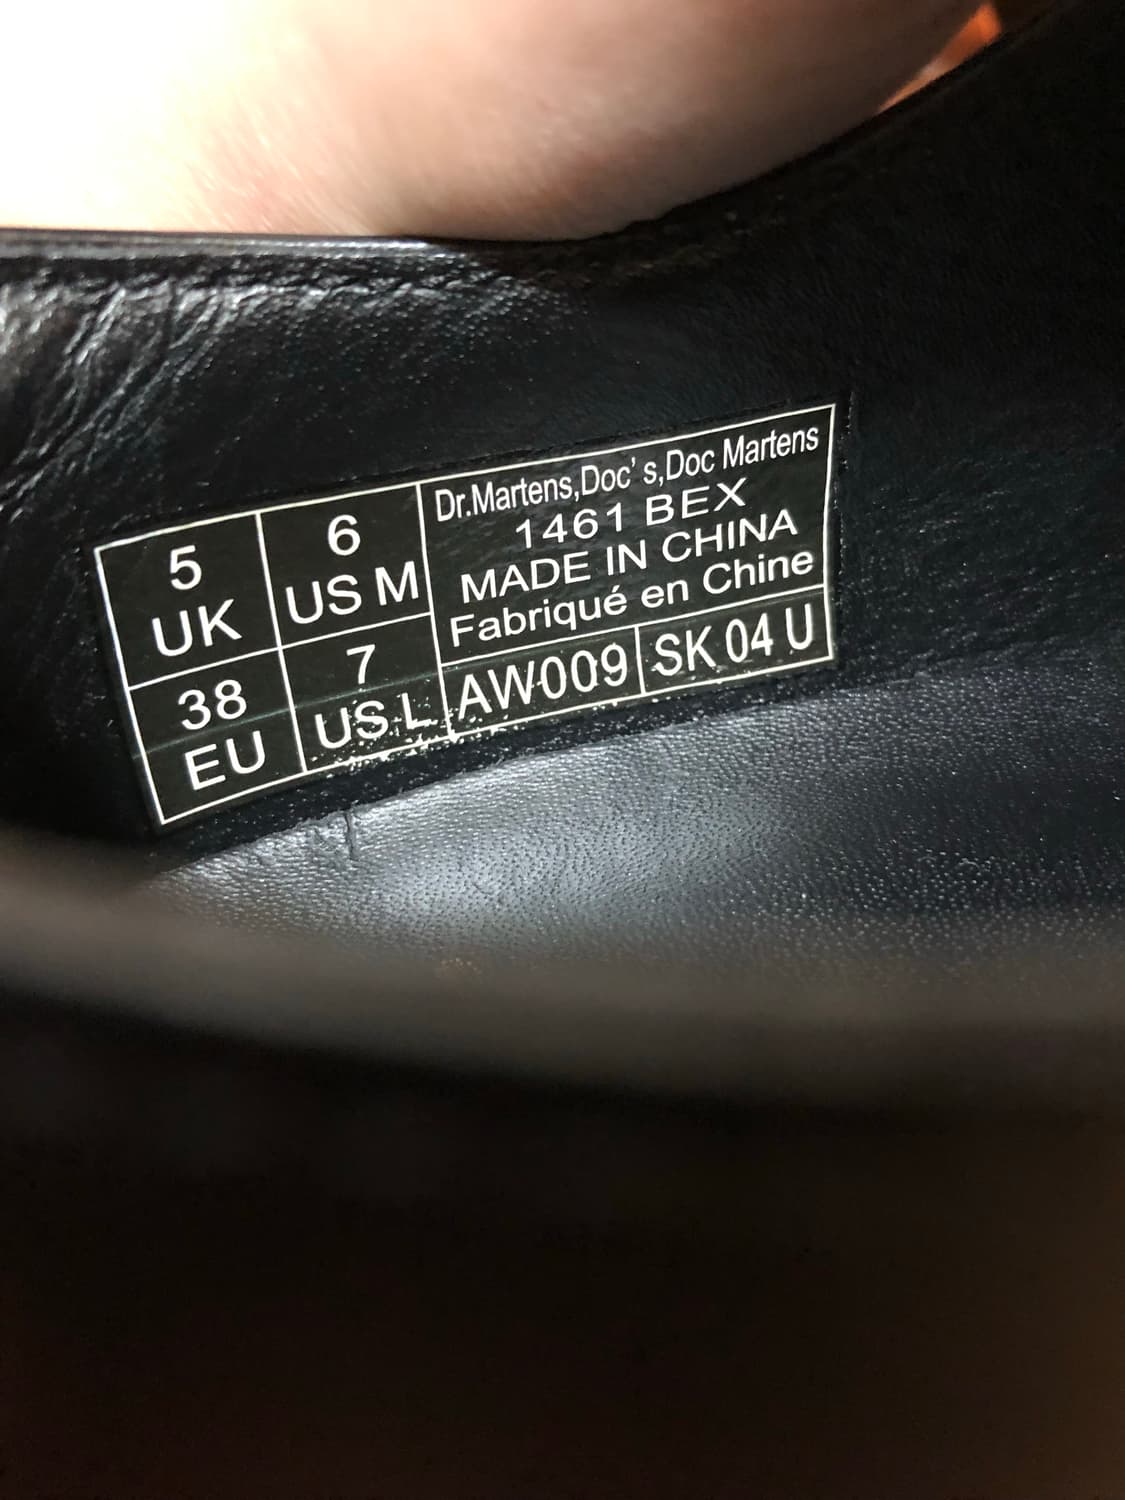 5
UK
6
US M
38
EU
7
US L
Dr.Martens,Doc' s,Doc Martens
1461 BEX
MADE IN CHINA
Fabriqué en Chine
AW009
SK 04 U